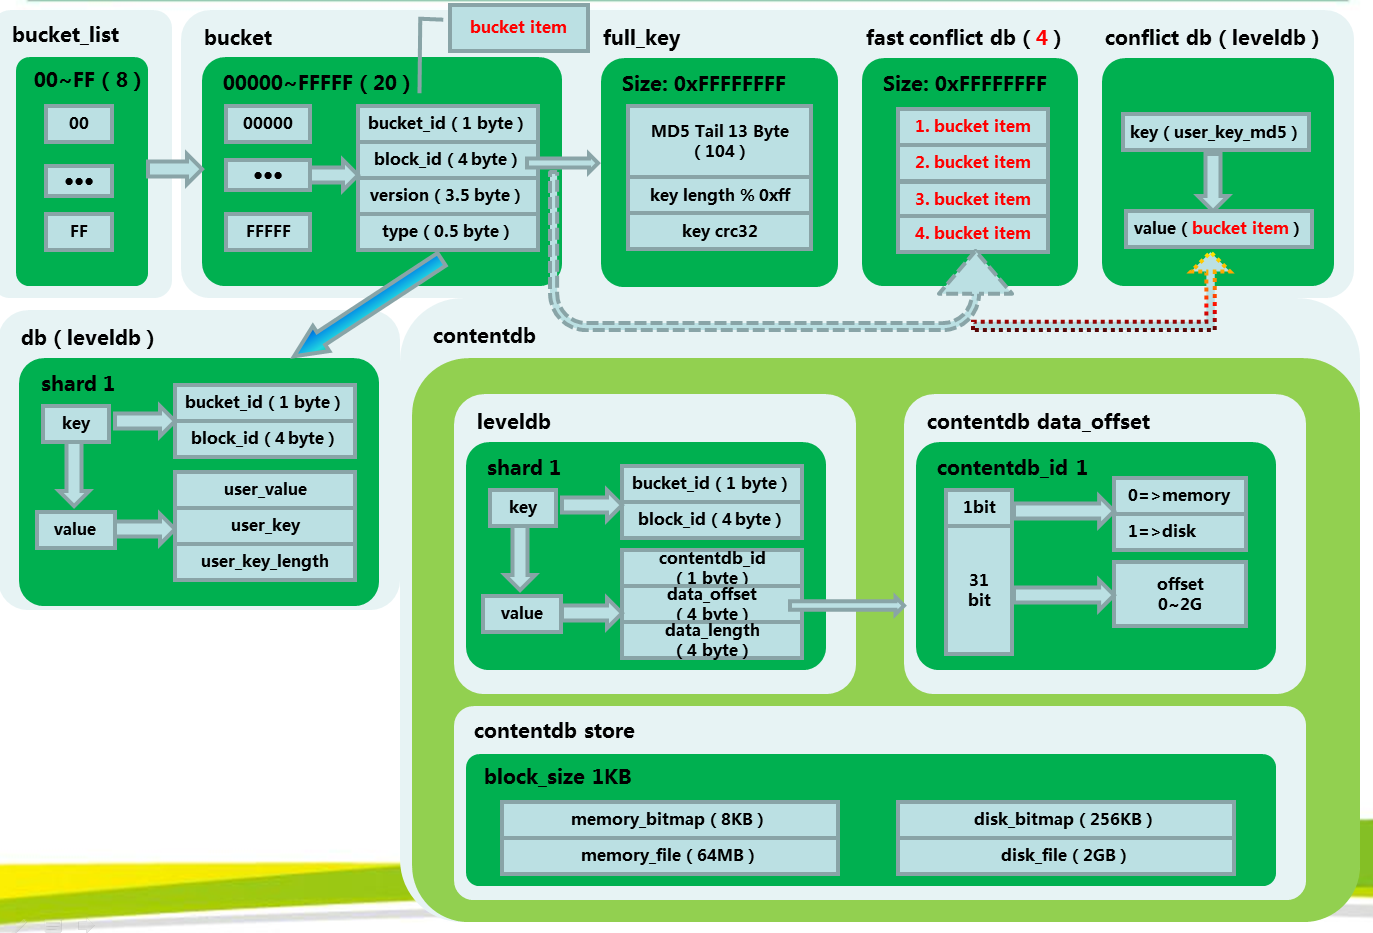 bucket_list
00~FF ( 8 )
00
•••
FF
bucket
bucket item
00000~FFFFF ( 20 )
00000
•••
FFFFF
bucket_id ( 1 byte )
block_id ( 4 byte )
version ( 3.5 byte )
type ( 0.5 byte )
full_key
Size: 0xFFFFFFFF
MD5 Tail 13 Byte
( 104 )
key length % 0xff
key crc32
fast conflict db ( 4 )
Size: 0xFFFFFFFF
1. bucket item
2. bucket item
3. bucket item
4. bucket item
conflict db ( leveldb )
key ( user_key_md5 )
value ( bucket item )
db ( leveldb )
shard 1
key
value
bucket_id ( 1 byte )
block_id ( 4 byte )
user_value
user_key
user_key_length
contentdb
leveldb
shard 1
key
value
bucket_id ( 1 byte )
block_id ( 4 byte )
contentdb_id
( 1 byte )
data_offset
( 4 byte )
data_length
( 4 byte )
contentdb data_offset
contentdb_id 1
1bit
31
bit
0=>memory
1=>disk
offset
0~2G
contentdb store
block_size 1KB
memory_bitmap ( 8KB )
memory_file ( 64MB )
disk_bitmap ( 256KB )
disk_file ( 2GB )